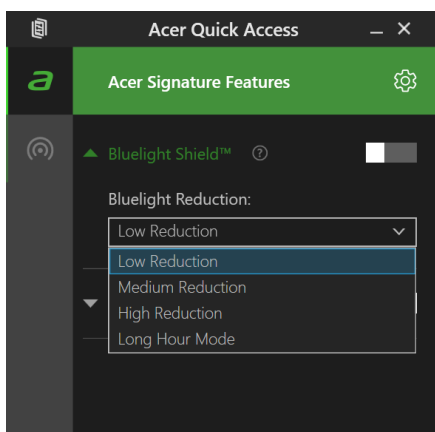 Acer Quick Access
Acer Signature Features
Bluelight Shield™ ?
Bluelight Reduction:
Low Reduction
Low Reduction
Medium Reduction
High Reduction
Long Hour Mode